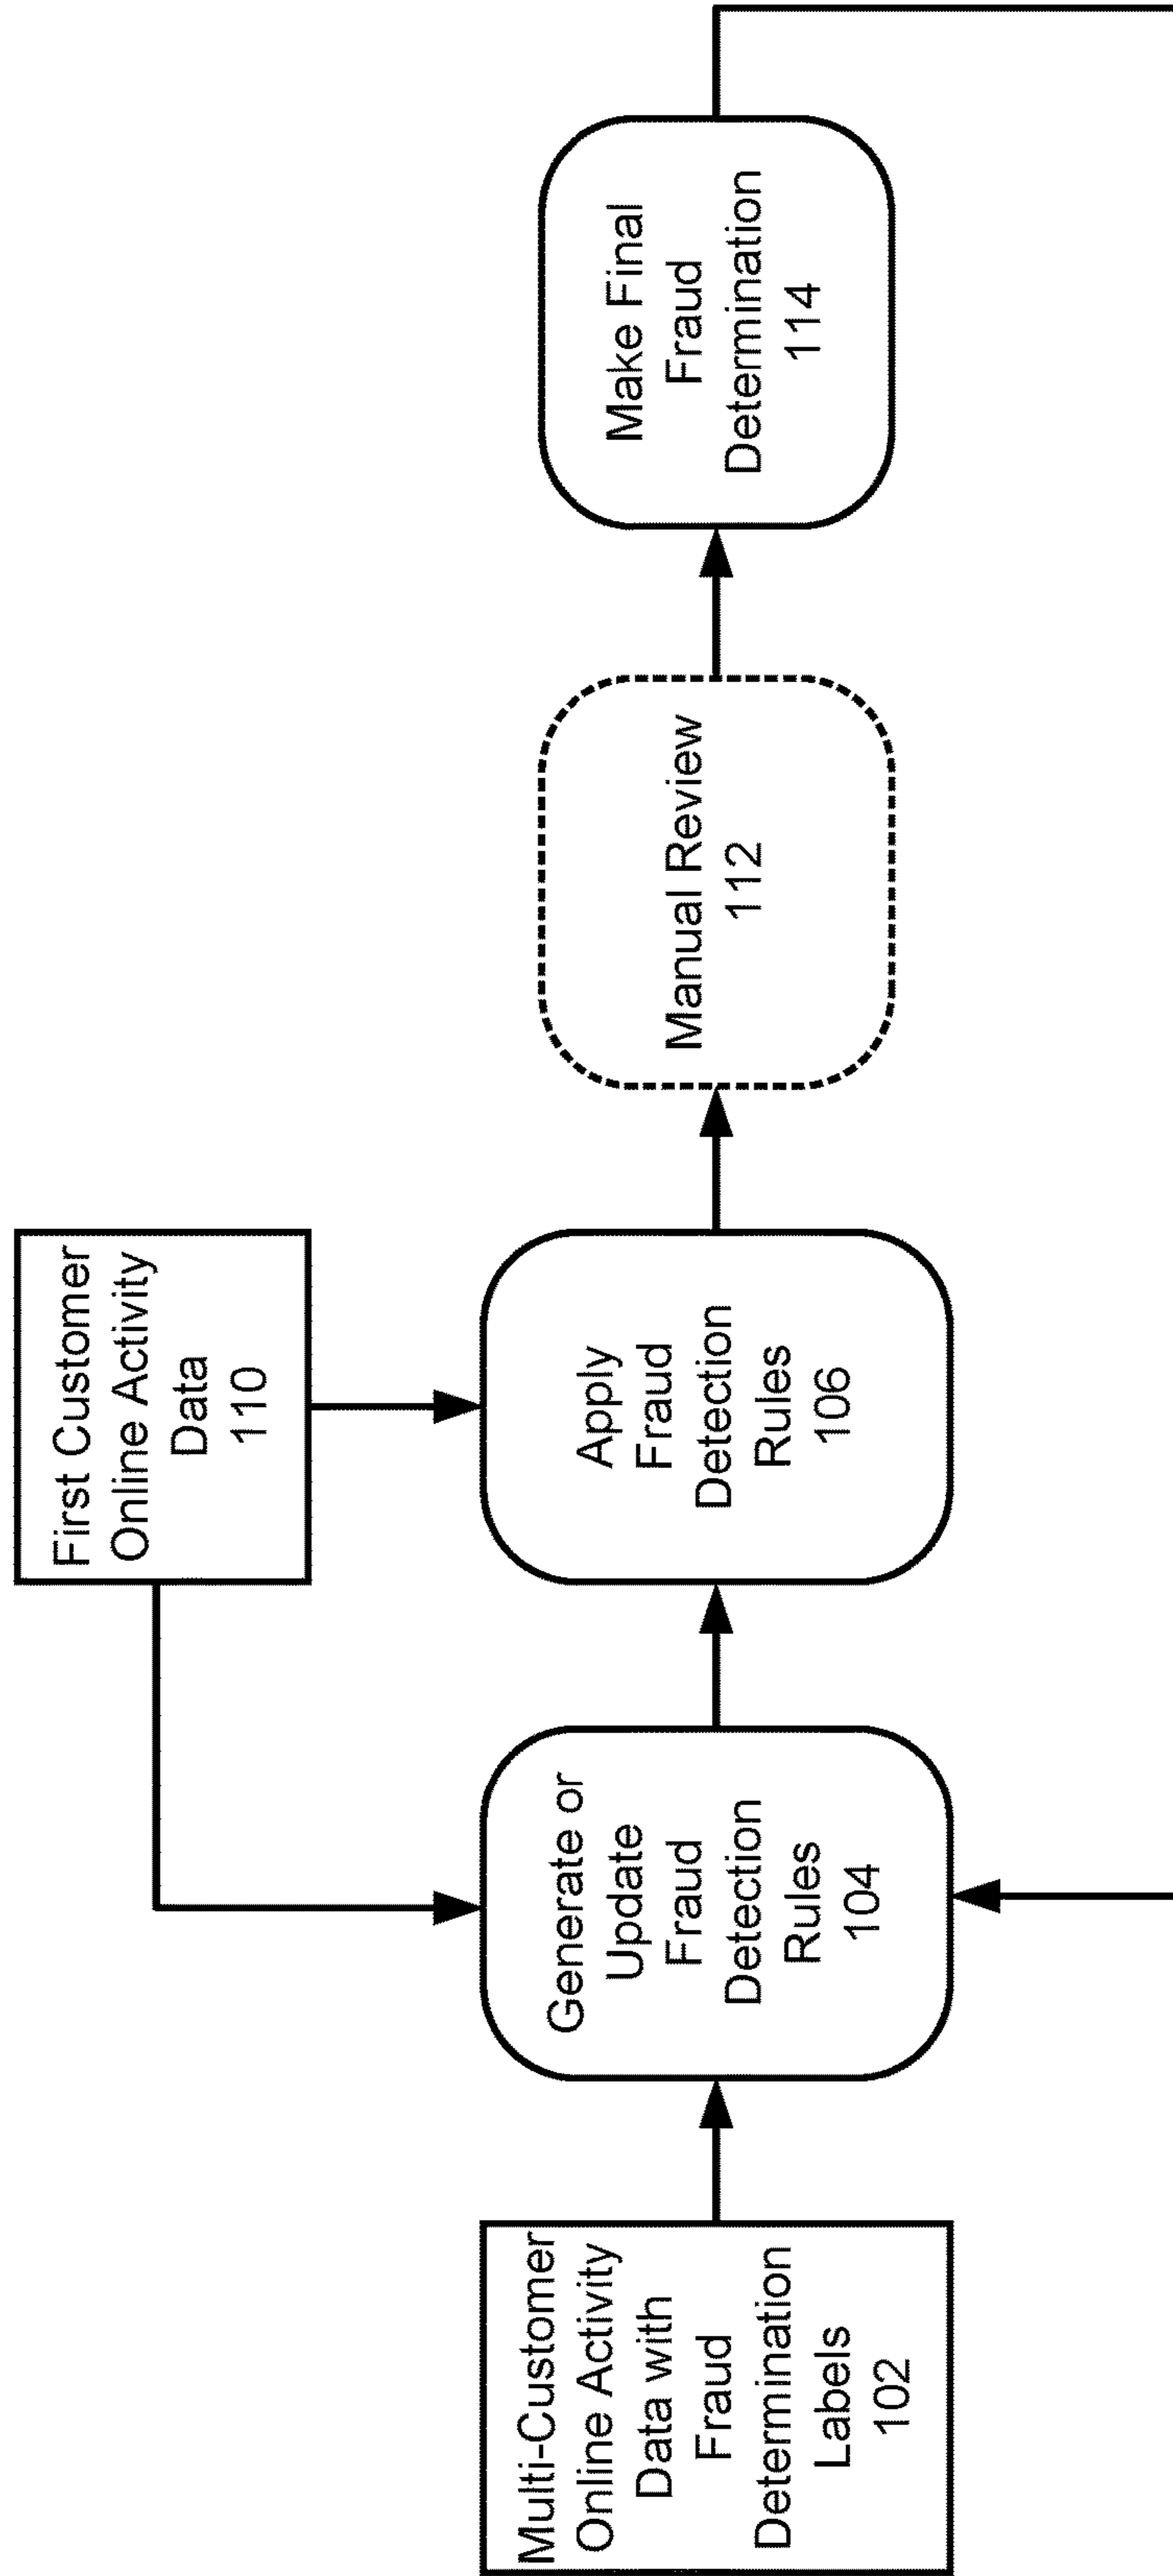 First Customer
Online Activity
Data
110
Multi-Customer
Online Activity
Data with
Fraud
Determination
Labels
102
Generate or
Update
Fraud
Detection
Rules
104
Apply
Fraud
Detection
Rules
106
Manual Review
112
Make Final
Fraud
Determination
114